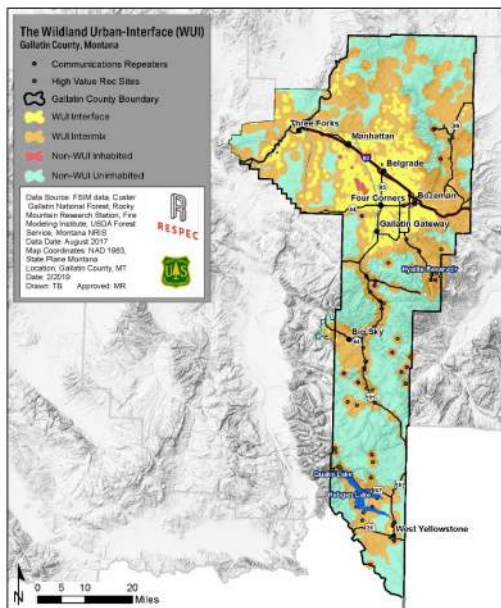 The Wildland Urban-Interface (WUI)
Gallatin County, Montana
Communications Repeaters
High Value Rec Sites
Gallatin County Boundary
WUI Interface
WUI Intermix
Non-WUI Inhabited
Non-WUI Uninhabited
Data Source: FSIM data, Custer
Gallatin National Forest, Rocky
Mountain Research Station, Fire
Modeling Institute, USDA Forest
Service, Montana NRIS
Data Date: August 2017
Map Coordinates: NAD 1983,
State Plane Montana
Location: Gallatin County, MT
Date: 2/2019
Drawn: TB Approved: MR
RESPEC
Three Forks
Manhattan
Belgrade
Bozeman
Four Corners
Gallatin Gateway
Hyalite Reservoir
Big Sky
Quake Lake
Hebgen Lake
West Yellowstone
N
0 5 10 20
Miles